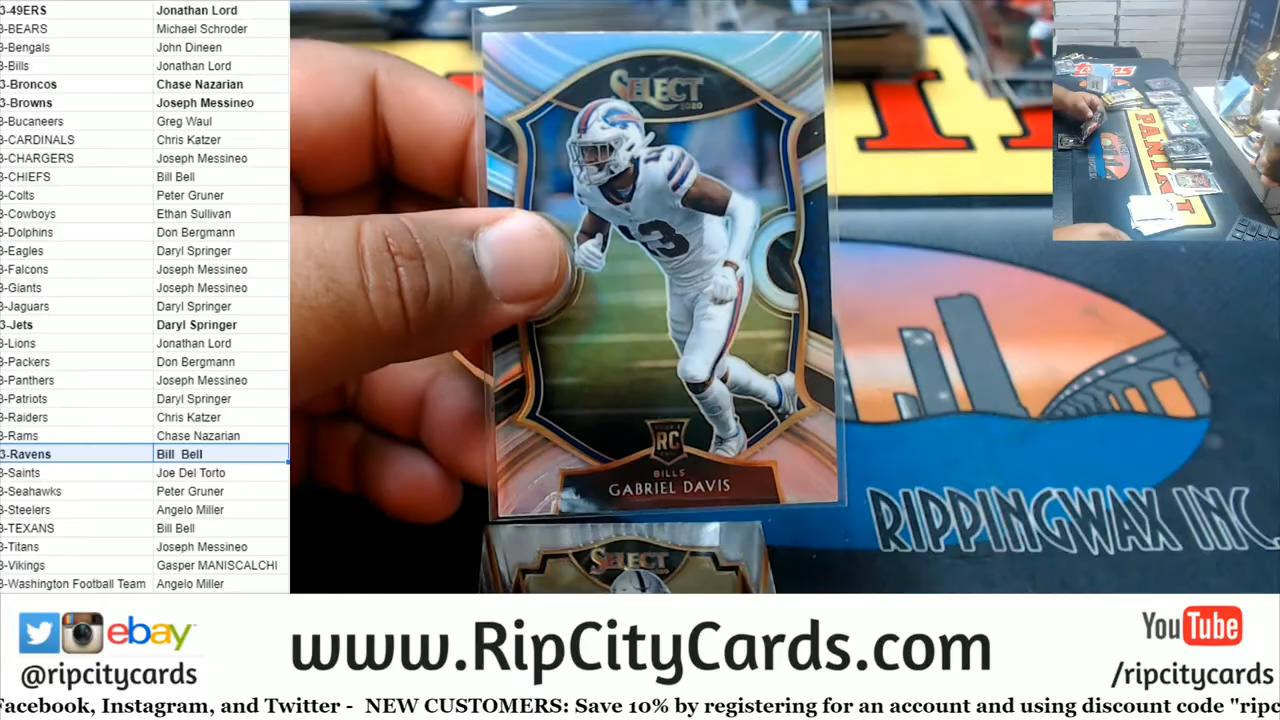 3-49ERS Jonathan Lord
3-BEARS Michael Schroder
3-Bengals John Dineen
3-Bills Jonathan Lord
3-Broncos Chase Nazarian
3-Browns Joseph Messineo
3-Bucaneers Greg Waul
3-CARDINALS Chris Katzer
3-CHARGERS Joseph Messineo
3-CHIEFS Bill Bell
3-Colts Peter Gruner
3-Cowboys Ethan Sullivan
3-Dolphins Don Bergmann
3-Eagles Daryl Springer
3-Falcons Joseph Messineo
3-Giants Joseph Messineo
3-Jaguars Daryl Springer
3-Jets Daryl Springer
3-Lions Jonathan Lord
3-Packers Don Bergmann
3-Panthers Joseph Messineo
3-Patriots Daryl Springer
3-Raiders Chris Katzer
3-Rams Chase Nazarian
3-Ravens Bill Bell
3-Saints Joe Del Torto
3-Seahawks Peter Gruner
3-Steelers Angelo Miller
3-TEXANS Bill Bell
3-Titans Joseph Messineo
3-Vikings Gasper MANISCALCHI
3-Washington Football Team Angelo Miller
SELECT
2020
13
RC
BILLS
GABRIEL DAVIS
SELECT
RIPPINGWAX INC.
PANINI
ebay
@ripcitycards
www.RipCityCards.com
YouTube
/ripcitycards
Facebook, Instagram, and Twitter - NEW CUSTOMERS: Save 10% by registering for an account and using discount code "ripc